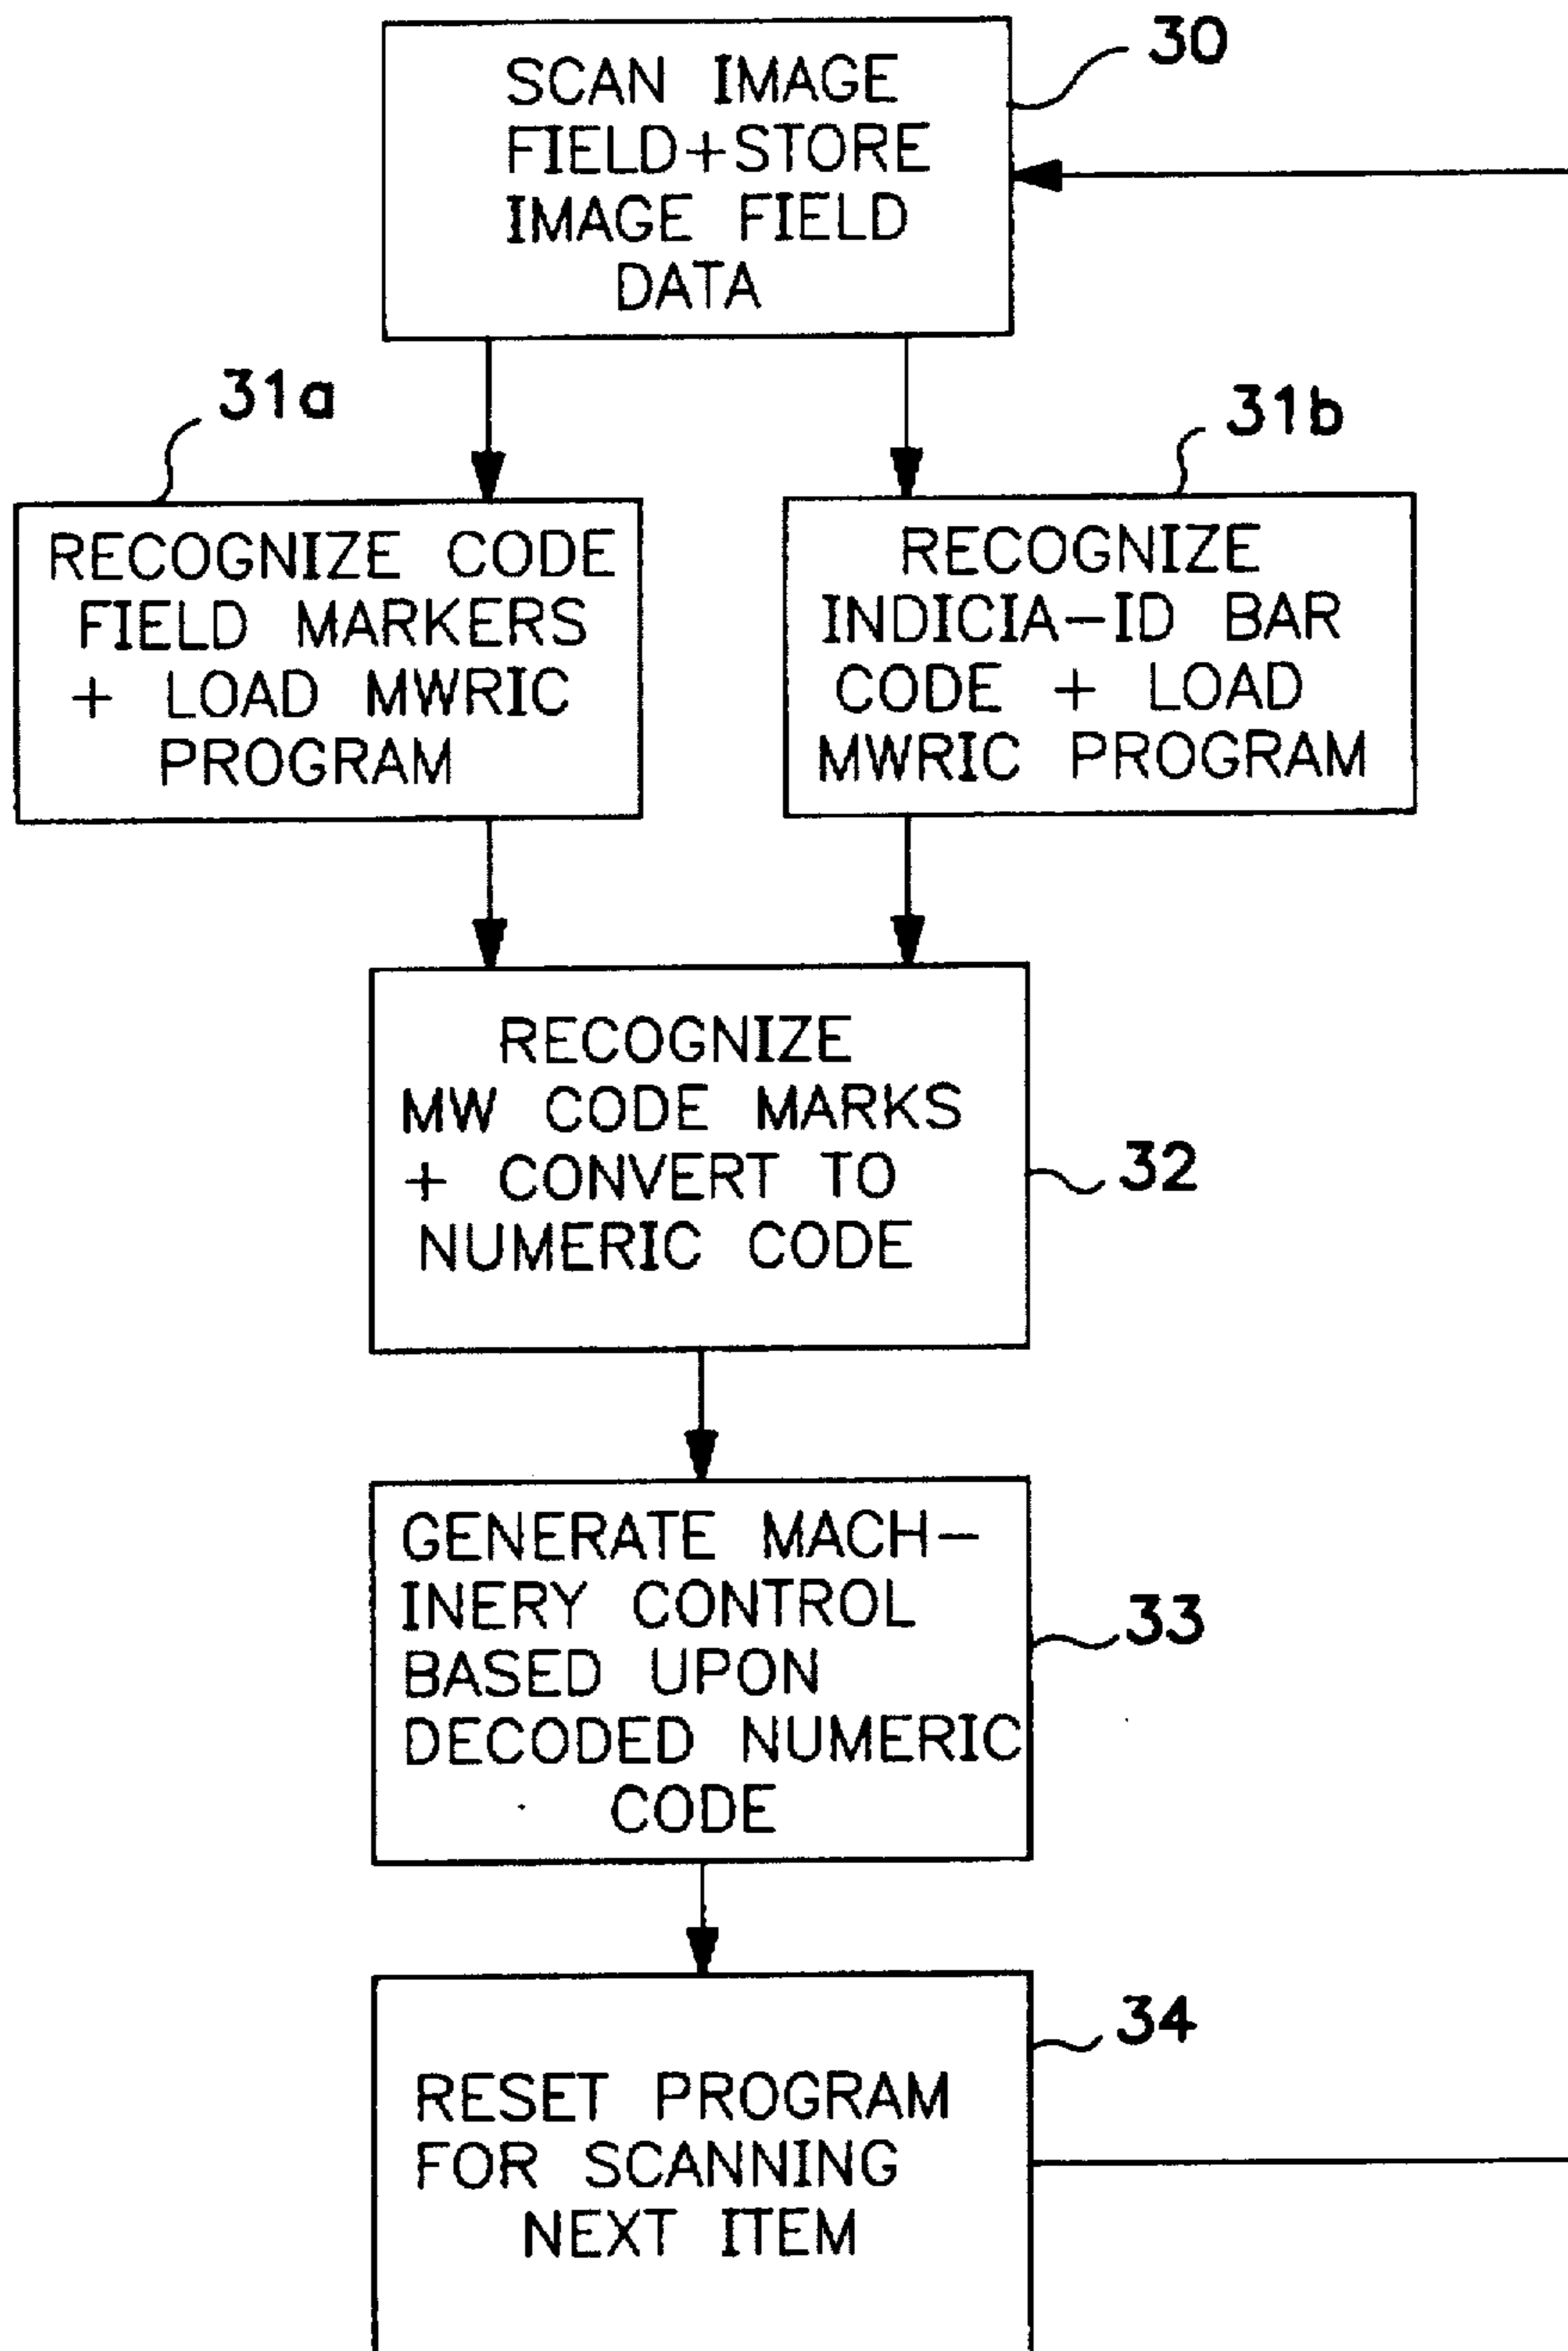 30
SCAN IMAGE
FIELD+STORE
IMAGE FIELD
DATA
31a
RECOGNIZE CODE
FIELD MARKERS
+ LOAD MWRIC
PROGRAM
31b
RECOGNIZE
INDICIA-ID BAR
CODE + LOAD
MWRIC PROGRAM
RECOGNIZE
MW CODE MARKS
+ CONVERT TO
NUMERIC CODE
32
GENERATE MACH-
INERY CONTROL
BASED UPON
DECODED NUMERIC
CODE
33
34
RESET PROGRAM
FOR SCANNING
NEXT ITEM